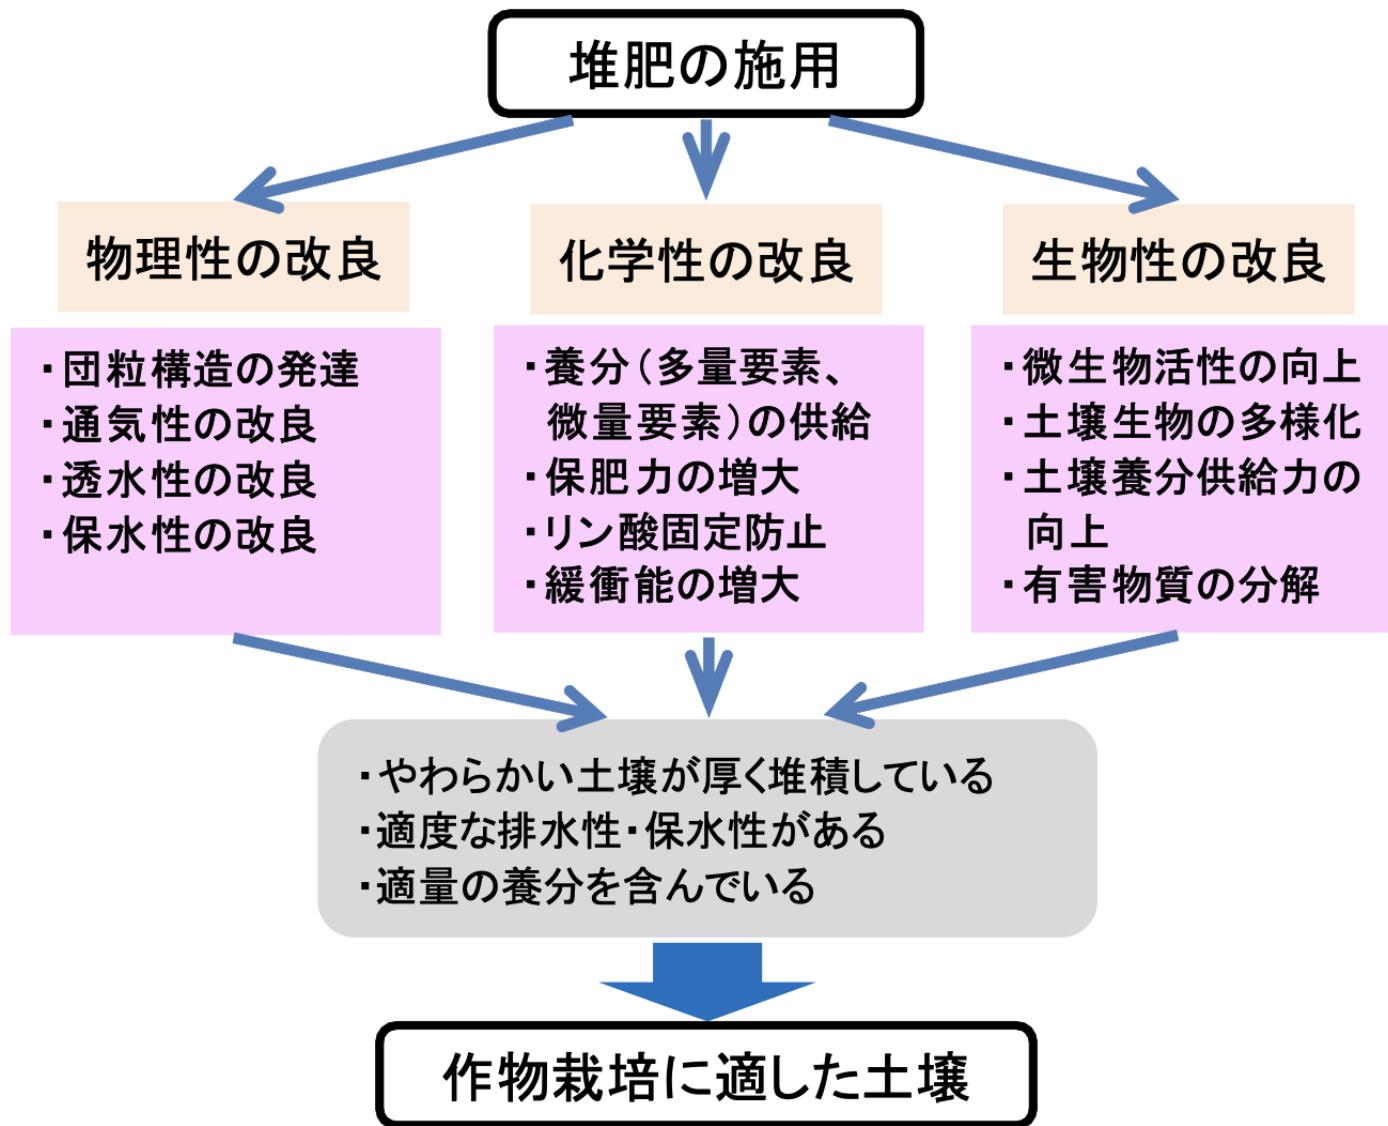 堆肥の施用
物理性の改良
・団粒構造の発達
・通気性の改良
・透水性の改良
・保水性の改良
化学性の改良
・養分(多量要素、
微量要素)の供給
・保肥力の増大
・リン酸固定防止
・緩衝能の増大
生物性の改良
・微生物活性の向上
・土壌生物の多様化
・土壌養分供給力の
向上
・有害物質の分解
・やわらかい土壌が厚く堆積している
・適度な排水性・保水性がある
・適量の養分を含んでいる
作物栽培に適した土壌